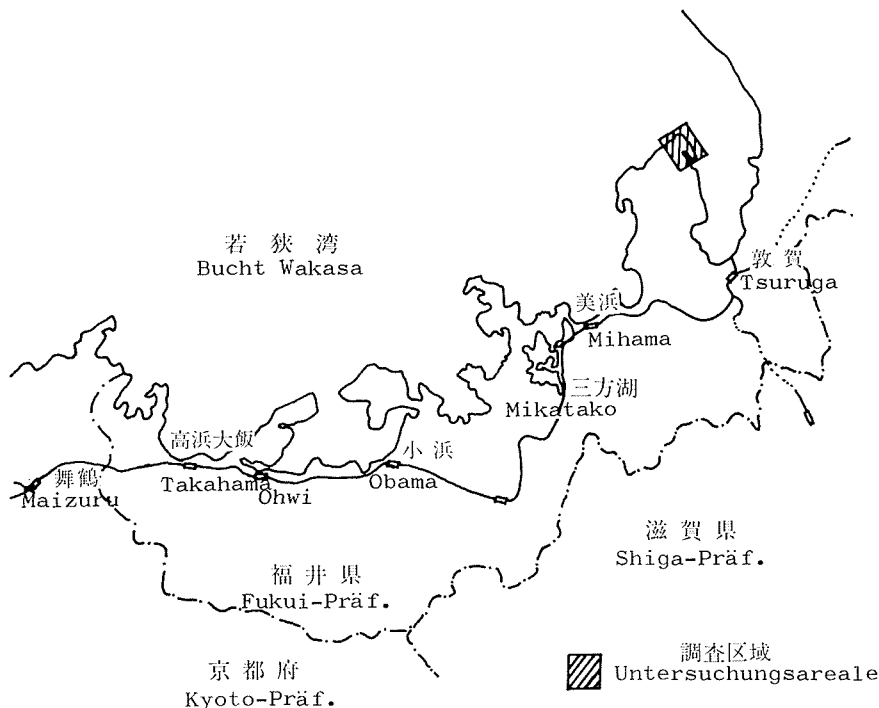 若狭湾
Bucht Wakasa
敦賀
Tsuruga
美浜
Mihama
三方湖
Mikatako
高浜大飯
小浜
舞鶴
Maizuru
Takahama
Ohwi
Obama
滋賀県
Shiga-Präf.
福井県
Fukui-Präf.
京都府
Kyoto-Präf.
調査区域
Untersuchungsareale